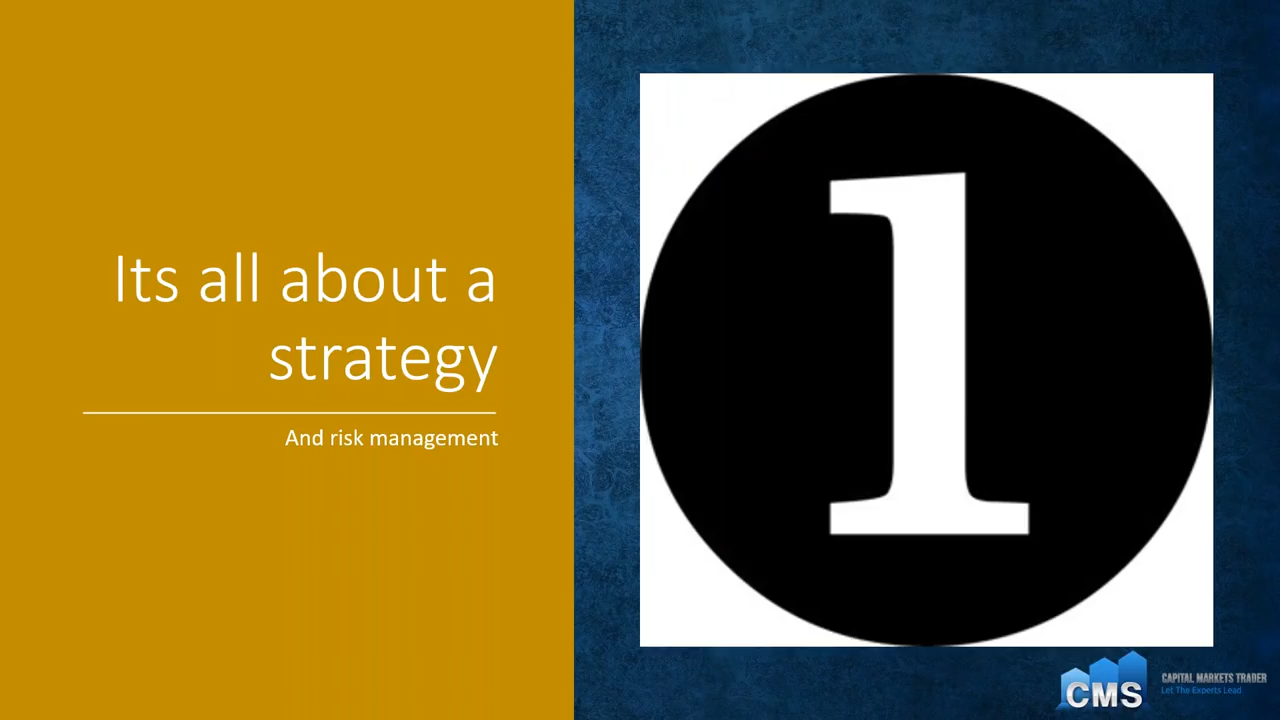 Its all about a
strategy
And risk management
1
CMS
CAPITAL MARKETS TRADER
Let The Experts Lead